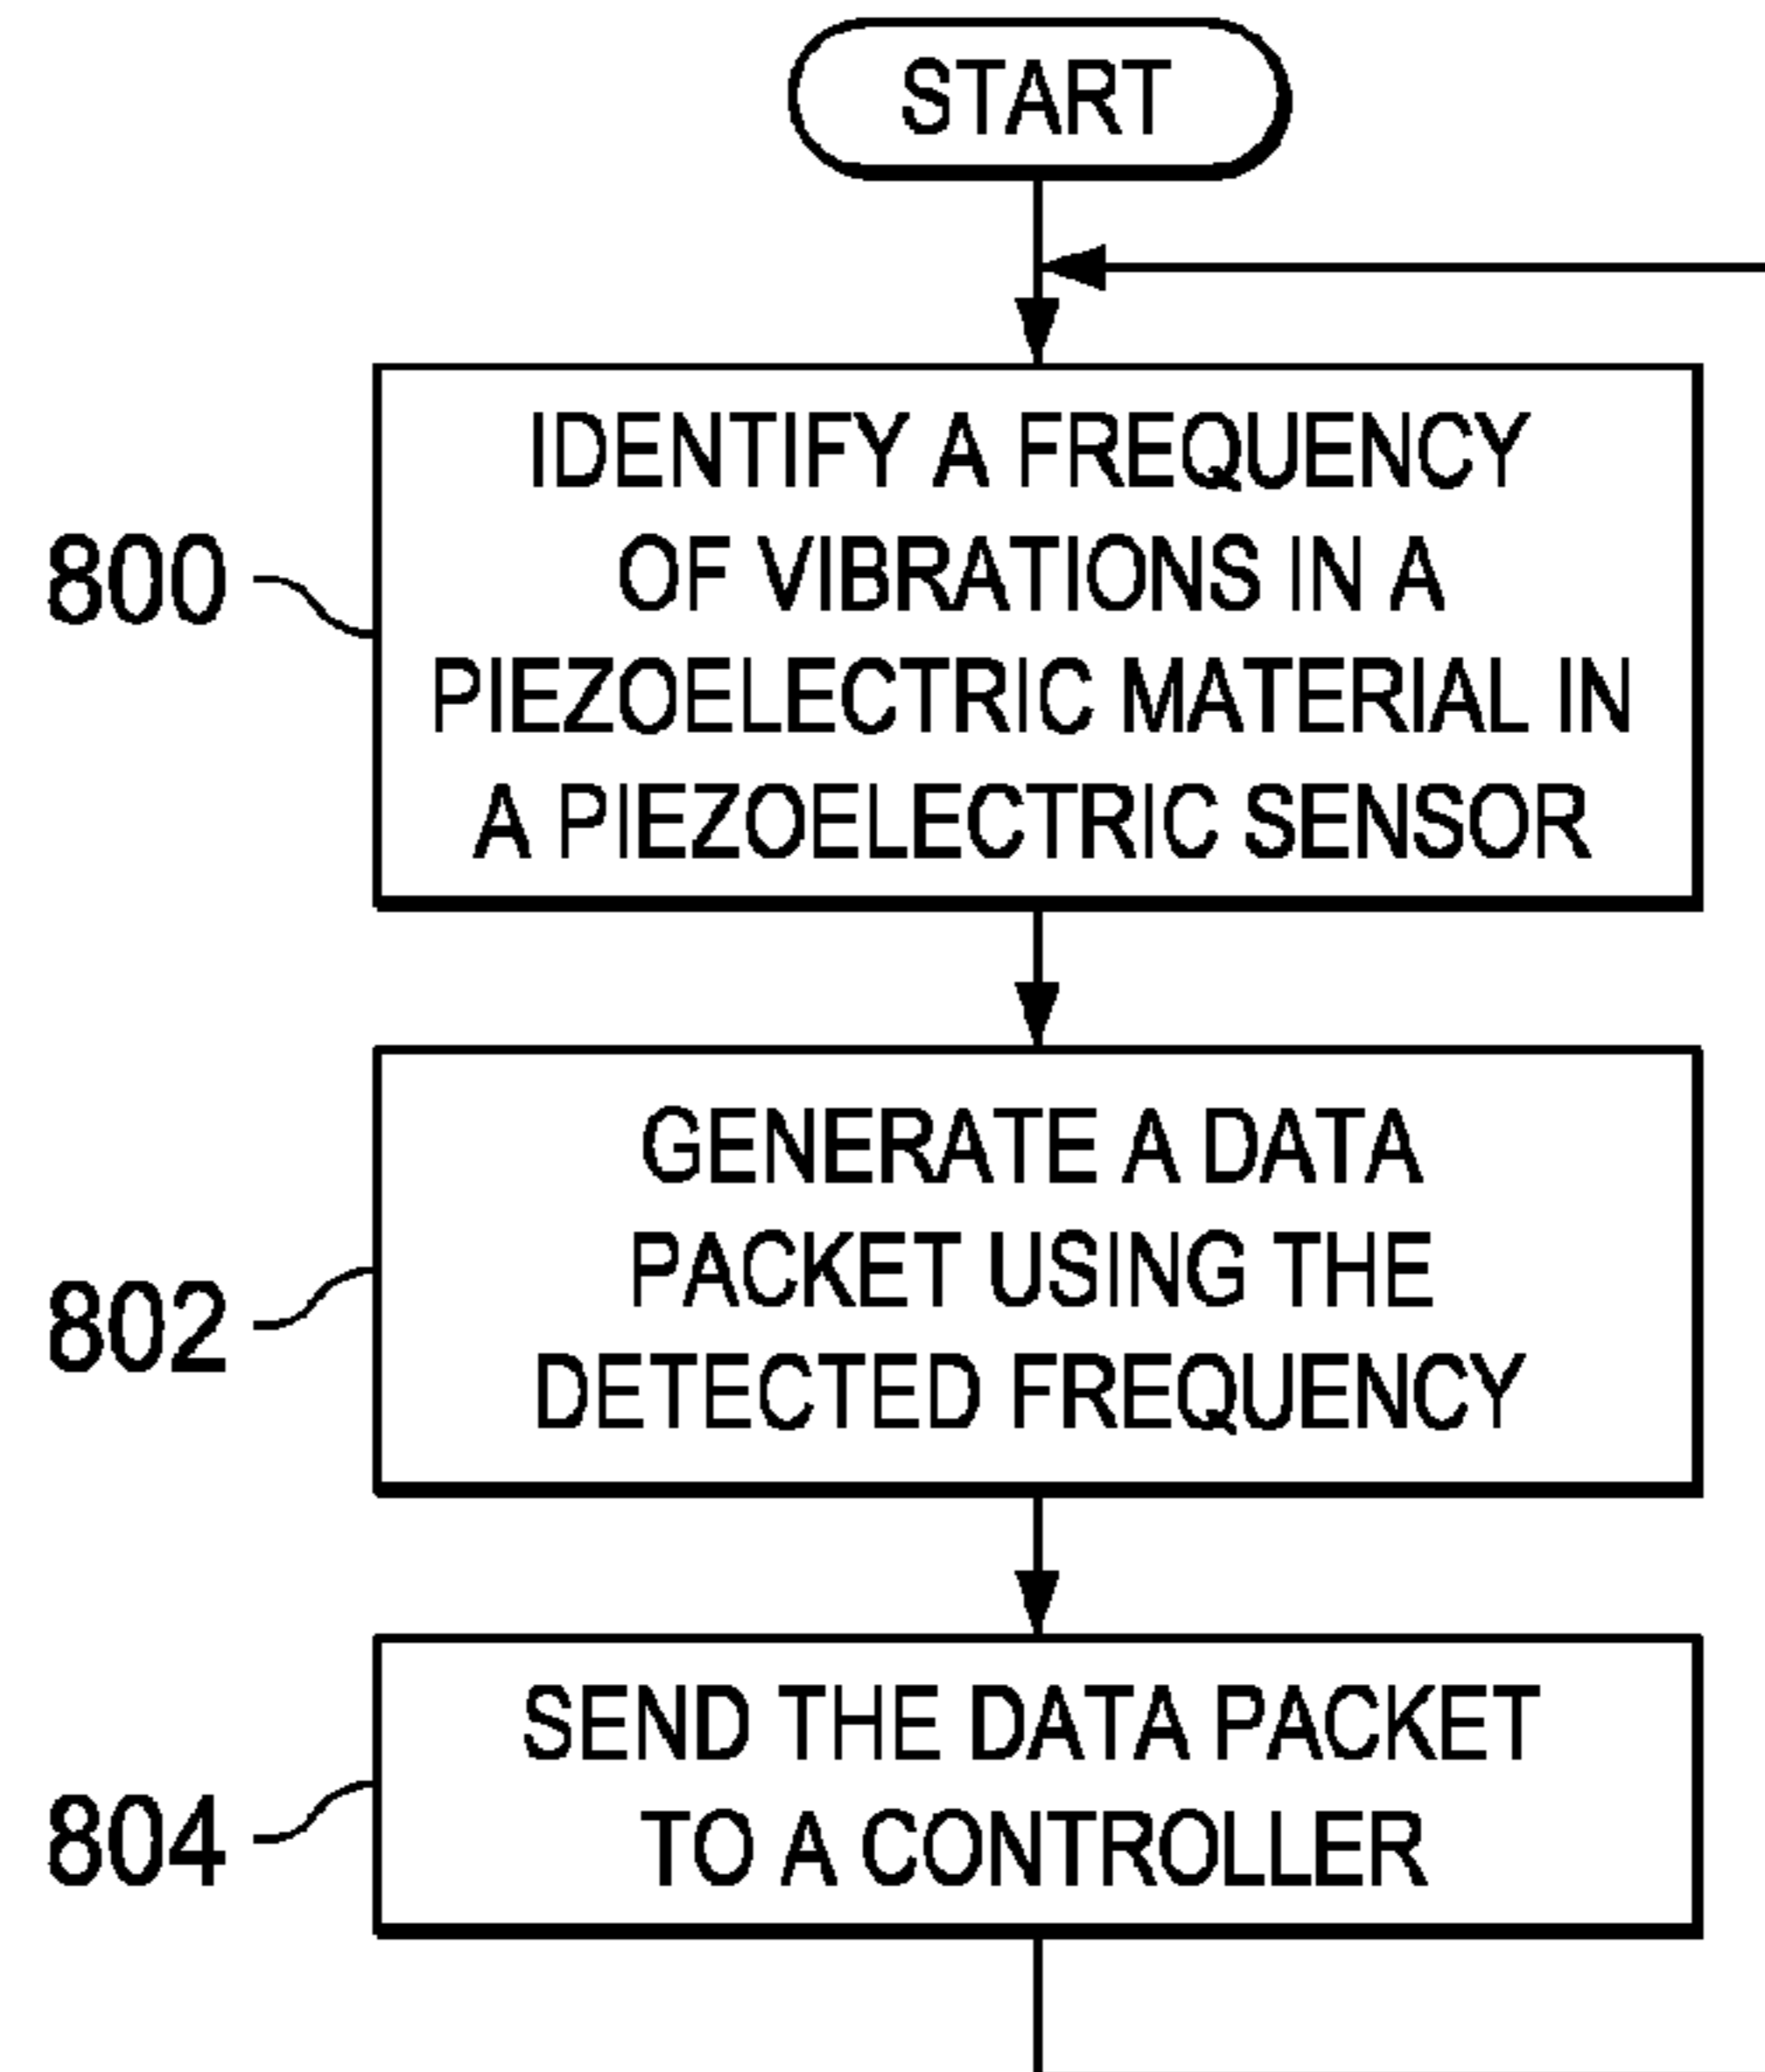 START
IDENTIFY A FREQUENCY
OF VIBRATIONS IN A
PIEZOELECTRIC MATERIAL IN
A PIEZOELECTRIC SENSOR
800
GENERATE A DATA
PACKET USING THE
DETECTED FREQUENCY
802
SEND THE DATA PACKET
TO A CONTROLLER
804